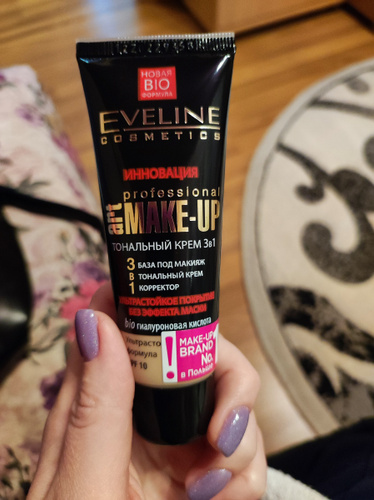 НОВАЯ
BIO
ФОРМУЛА
EVELINE
COSMETICS
ИННОВАЦИЯ
professional
art MAKE-UP
ТОНАЛЬНЫЙ КРЕМ 3в1
3 БАЗА ПОД МАКИЯЖ
в ТОНАЛЬНЫЙ КРЕМ
1 КОРРЕКТОР
УЛЬТРАСТОЙКОЕ ПОКРЫТИЕ
БЕЗ ЭФФЕКТА МАСКИ
bio гиалуроновая кислота
формула
10
! MAKE-UP
BRAND
No.
в Польше